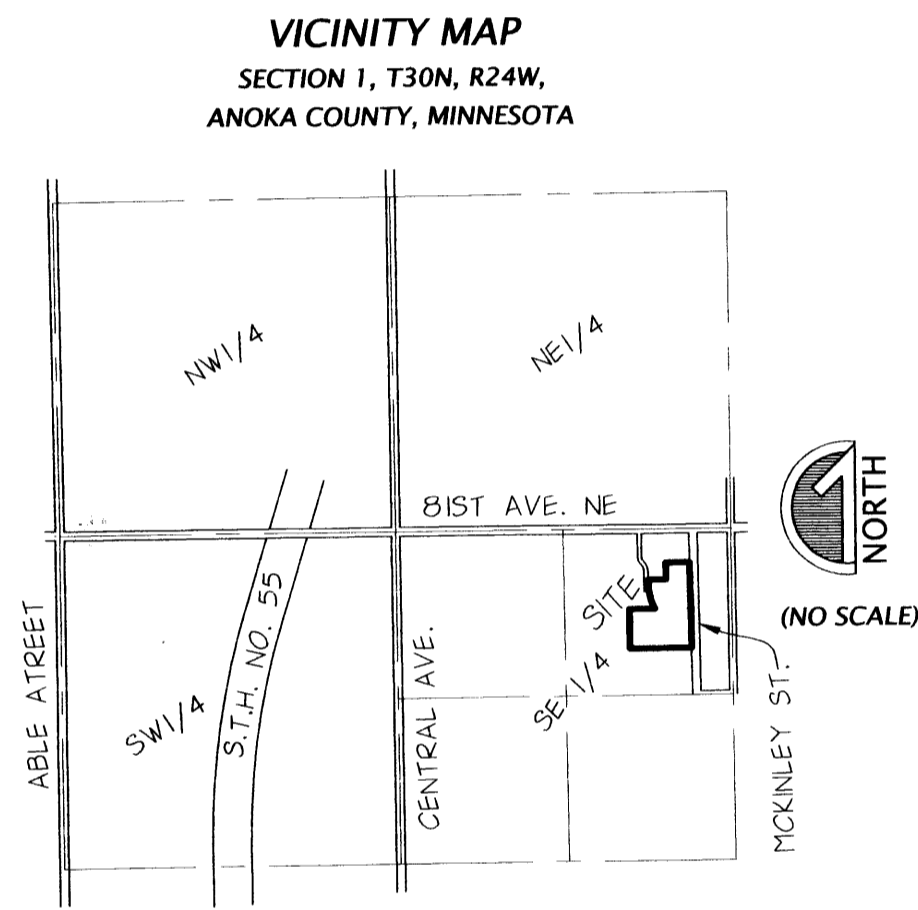 VICINITY MAP
SECTION 1, T30N, R24W,
ANOKA COUNTY, MINNESOTA
NW1/4
NE1/4
81ST AVE. NE
NORTH
(NO SCALE)
SITE
SE1/4
SW1/4
S.T.H. NO. 55
ABLE ATREET
CENTRAL AVE.
MCKINLEY ST.